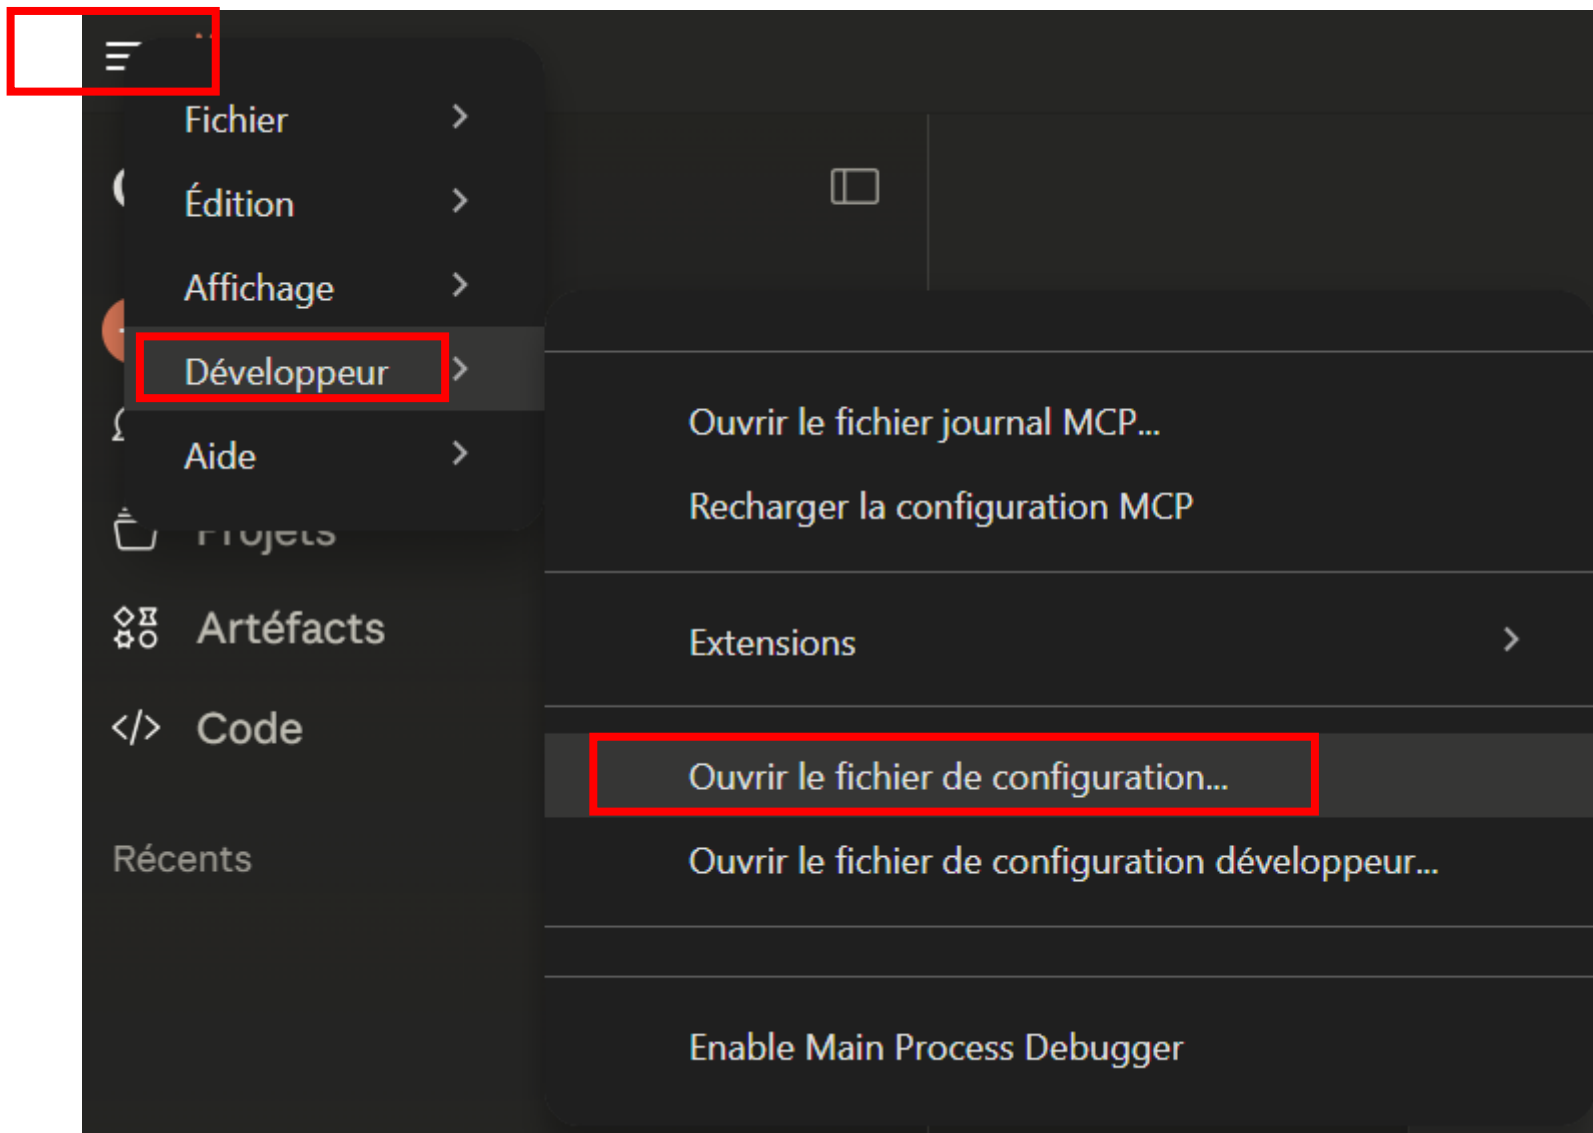 Fichier
Édition
Affichage
Développeur
Aide
Projets
Artéfacts
Code
Récents
Ouvrir le fichier journal MCP...
Recharger la configuration MCP
Extensions
Ouvrir le fichier de configuration...
Ouvrir le fichier de configuration développeur...
Enable Main Process Debugger